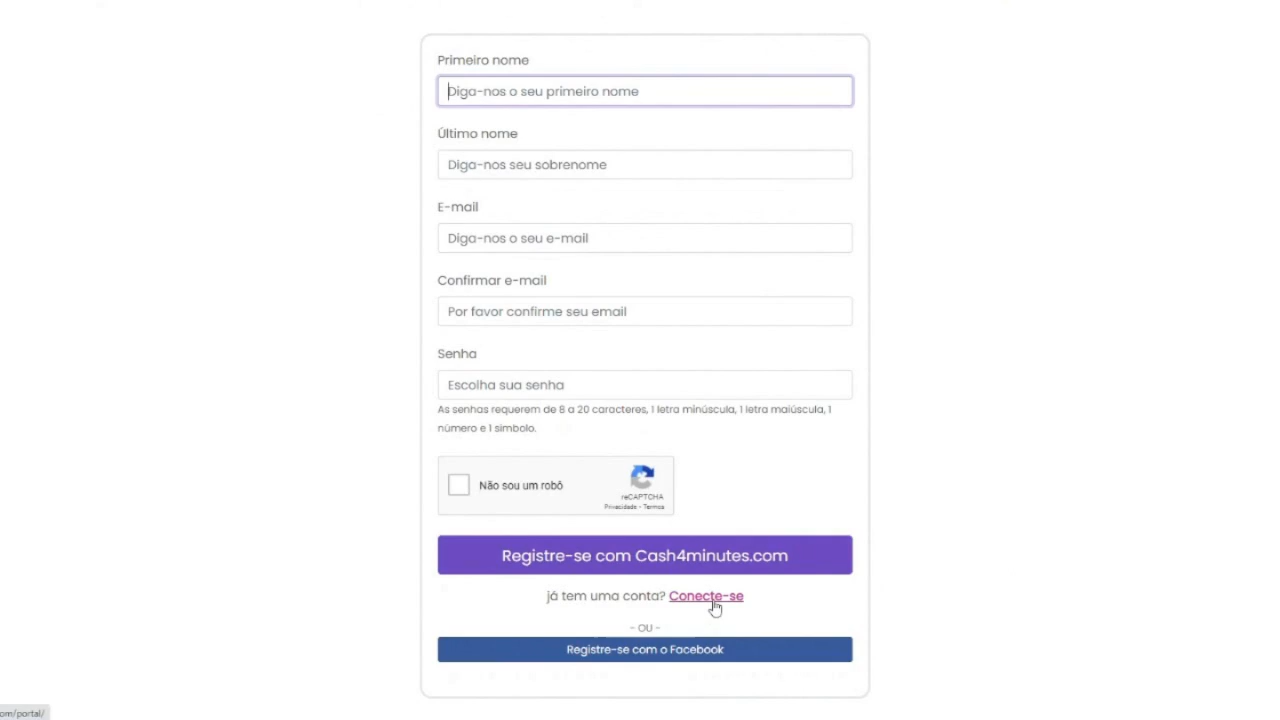 Primeiro nome
Diga-nos o seu primeiro nome
Último nome
Diga-nos seu sobrenome
E-mail
Diga-nos o seu e-mail
Confirmar e-mail
Por favor confirme seu email
Senha
Escolha sua senha
As senhas requerem de 8 a 20 caracteres, 1 letra minúscula, 1 letra maiúscula, 1
número e 1 símbolo.
Não sou um robô
reCAPTCHA
Privacidade - Termos
Registre-se com Cash4minutes.com
já tem uma conta? Conecte-se
- OU -
Registre-se com o Facebook
om/portal/